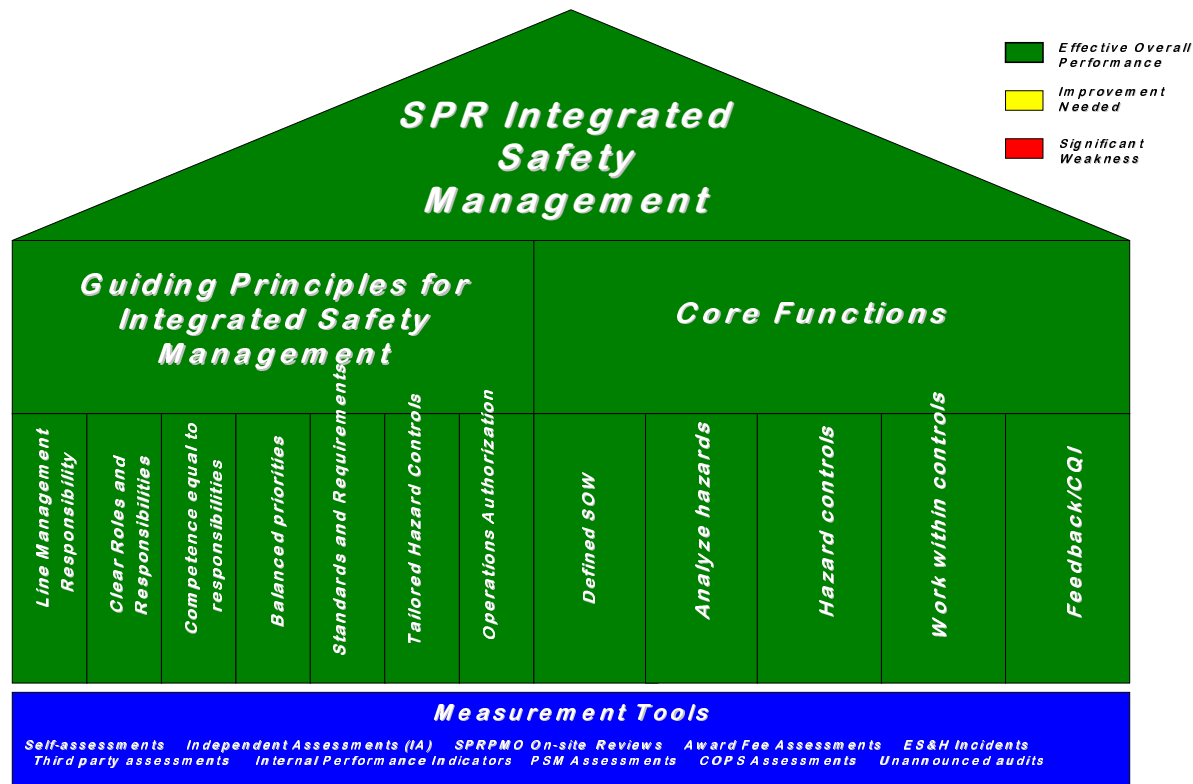 SPR Integrated
Safety
Management
Effective Overall
Performance
Improvement
Needed
Significant
Weakness
Guiding Principles for
Integrated Safety
Management
Core Functions
Line Management
Responsibility
Clear Roles and
Responsibilities
Competence equal to
responsibilities
Balanced priorities
Standards and Requirements
Tailored Hazard Controls
Operations Authorization
Defined SOW
Analyze hazards
Hazard controls
Work within controls
Feedback/CQI
Measurement Tools
Self-assessments Independent Assessments (IA) SPRPMO On-site Reviews Award Fee Assessments ES&H Incidents
Third party assessments Internal Performance Indicators PSM Assessments COPS Assessments Unannounced audits